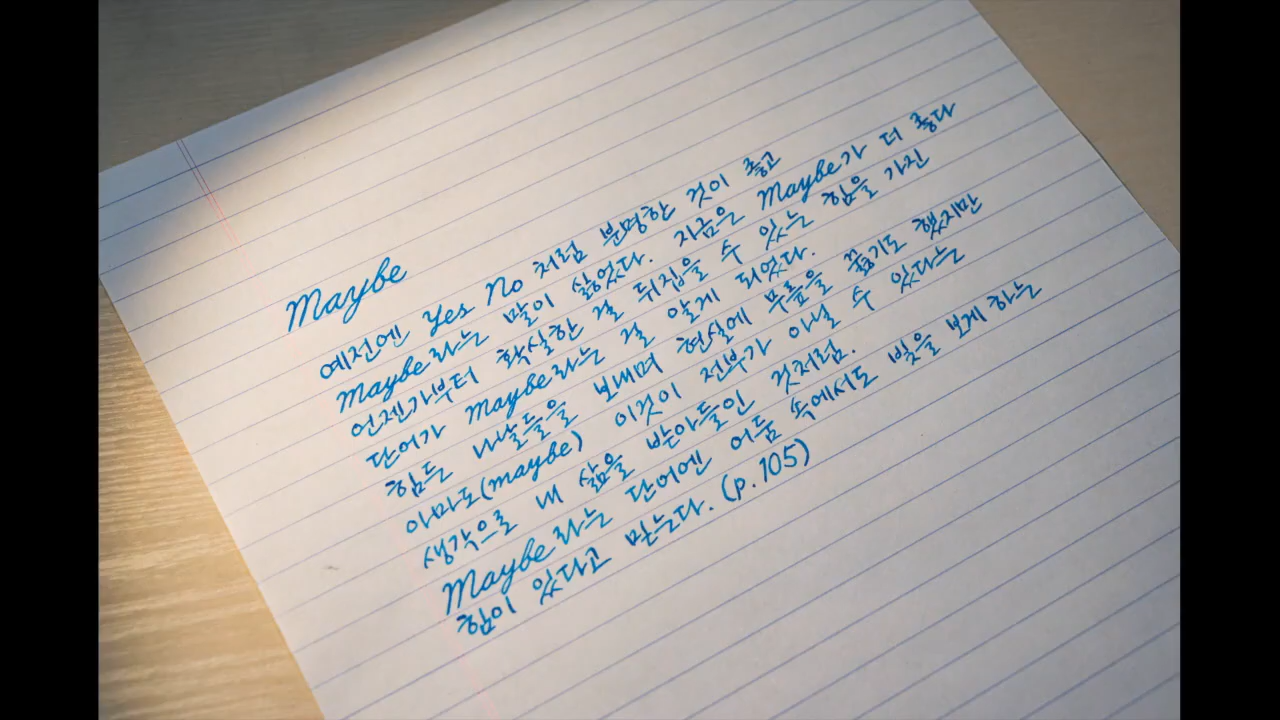 Maybe
예전엔 Yes No 처럼 분명한 것이 좋고
Maybe라는 말이 싫었다. 지금은 Maybe가 더 좋다
언젠가부터 확실한 걸 뒤집을 수 있는 힘을 가진
단어가 Maybe라는 걸 알게 되었다.
힘든 나날들을 보내며 현실에 무릎을 꿇기도 했지만
아마도(maybe) 이것이 전부가 아닐 수 있다는
생각으로 내 삶을 받아들인 것처럼.
Maybe라는 단어엔 어둠 속에서도 빛을 보게 하는
힘이 있다고 믿는다. (p.105)